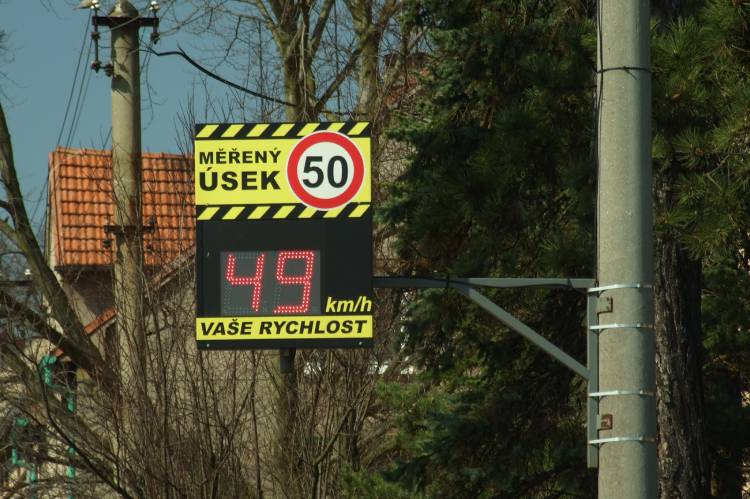 MĚŘENÝ
ÚSEK
50
49
km/h
VAŠE RYCHLOST